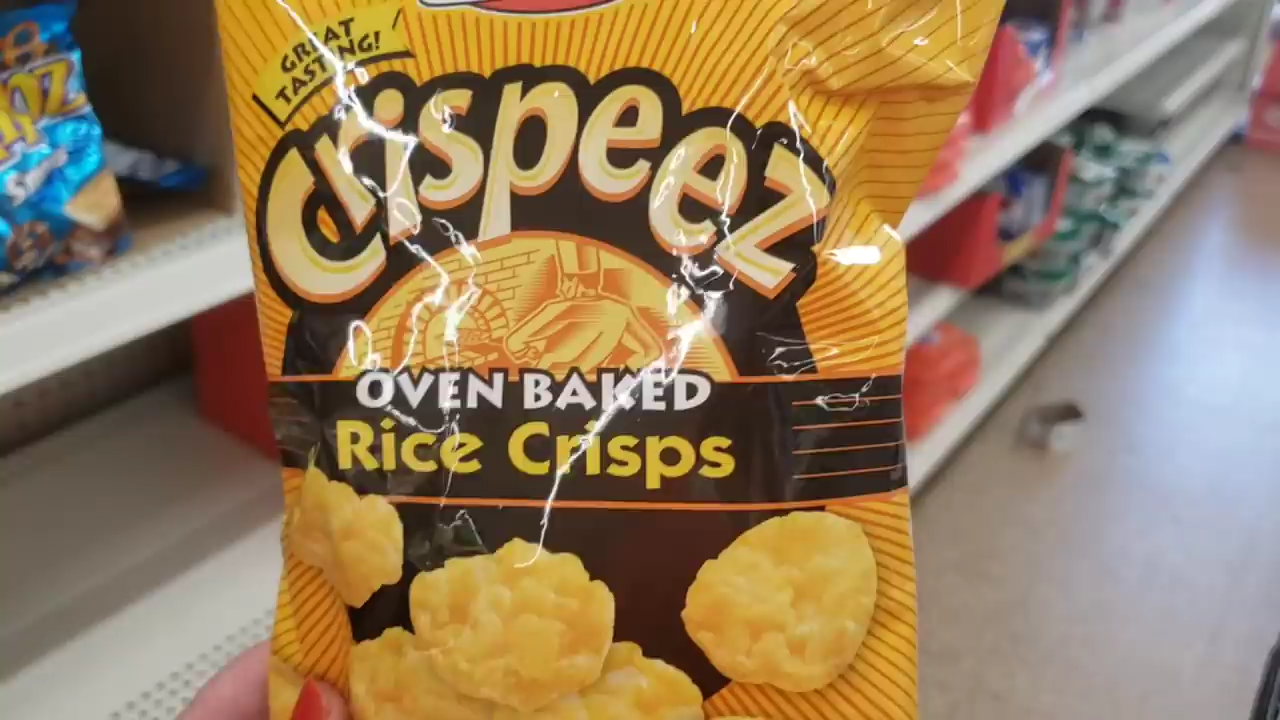 GREAT
TASTING!
Crispeez
OVEN BAKED
Rice Crisps